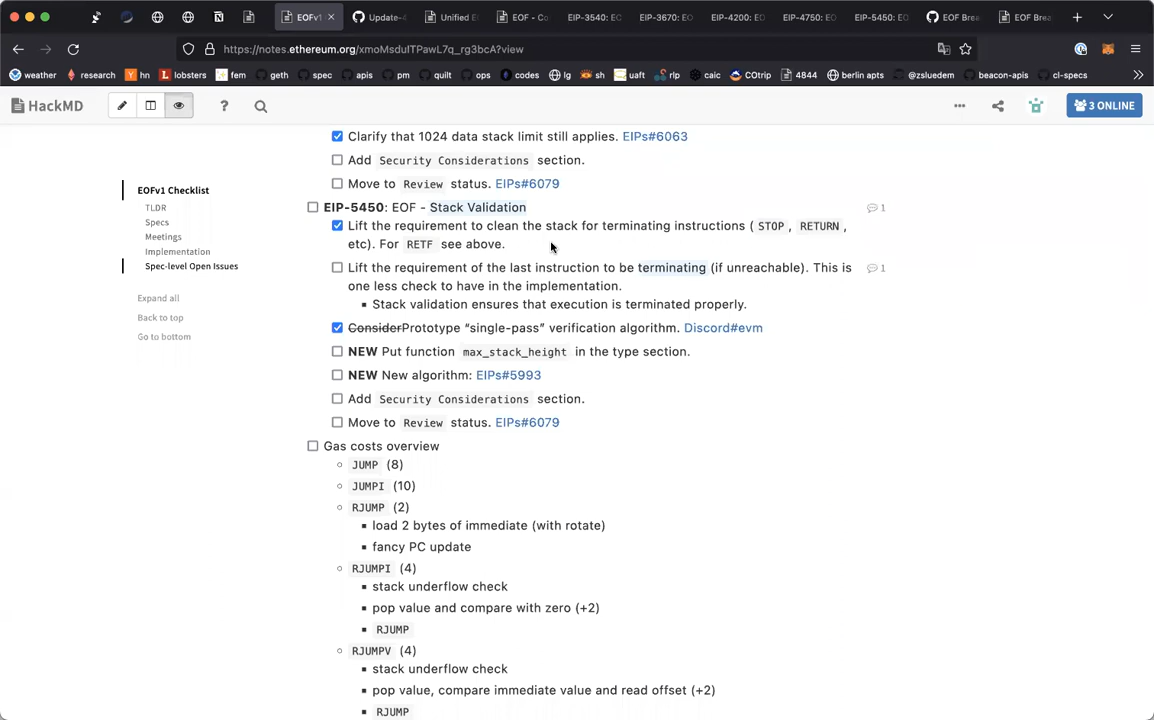 EOFv1
Update-4
Unified E
EOF - Co
EIP-3540: EC
EIP-3670: EC
EIP-4200: EC
EIP-4750: EC
EIP-5450: EO
EOF Brea
EOF Brea
https://notes.ethereum.org/xmoMsduITPawL7q_rg3bcA?view
weather research hn lobsters fem geth spec apis pm quilt ops codes lg sh uaft rlp caic COtrip 4844 berlin apts @zsluedem beacon-apis cl-specs
HackMD
3 ONLINE
Clarify that 1024 data stack limit still applies. EIPs#6063
Add Security Considerations section.
Move to Review status. EIPs#6079
EOFv1 Checklist
TLDR
Specs
Meetings
Implementation
Spec-level Open Issues
Expand all
Back to top
Go to bottom
EIP-5450: EOF - Stack Validation
1
Lift the requirement to clean the stack for terminating instructions ( STOP , RETURN ,
etc). For RETF see above.
Lift the requirement of the last instruction to be terminating (if unreachable). This is
1
one less check to have in the implementation.
Stack validation ensures that execution is terminated properly.
ConsiderPrototype “single-pass” verification algorithm. Discord#evm
NEW Put function max_stack_height in the type section.
NEW New algorithm: EIPs#5993
Add Security Considerations section.
Move to Review status. EIPs#6079
Gas costs overview
JUMP (8)
JUMPI (10)
RJUMP (2)
load 2 bytes of immediate (with rotate)
fancy PC update
RJUMPI (4)
stack underflow check
pop value and compare with zero (+2)
RJUMP
RJUMPV (4)
stack underflow check
pop value, compare immediate value and read offset (+2)
RJUMP